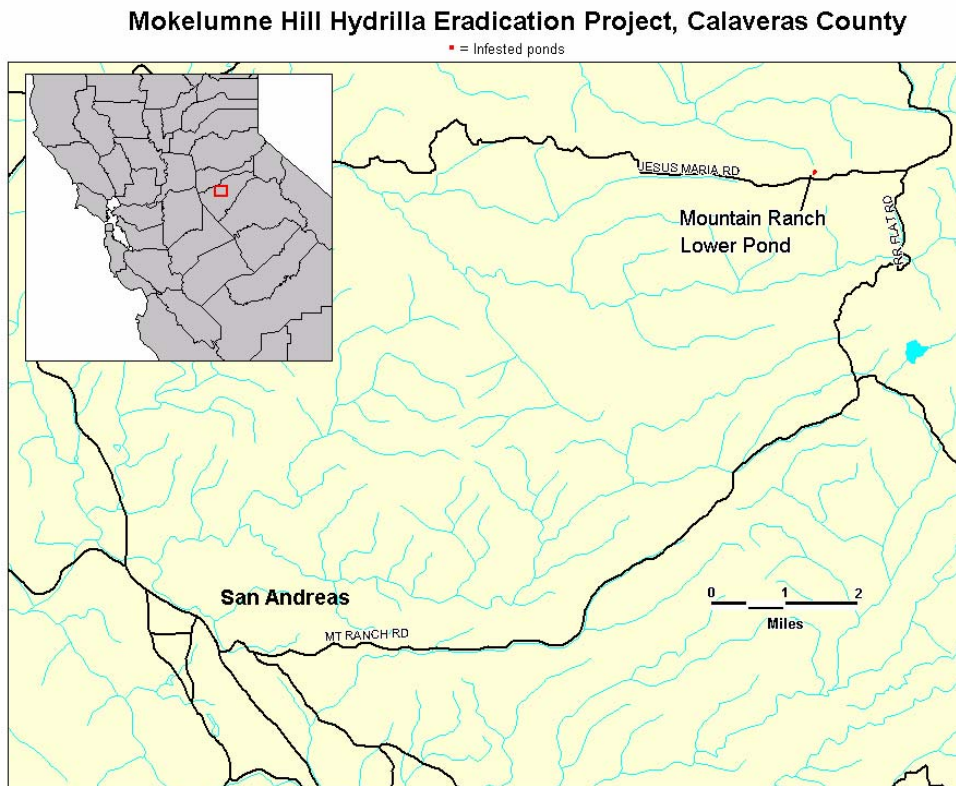 Mokelumne Hill Hydrilla Eradication Project, Calaveras County
= Infested ponds
JESUS MARIA RD
Mountain Ranch
Lower Pond
RR FLAT RD
San Andreas
MT RANCH RD
0 1 2
Miles